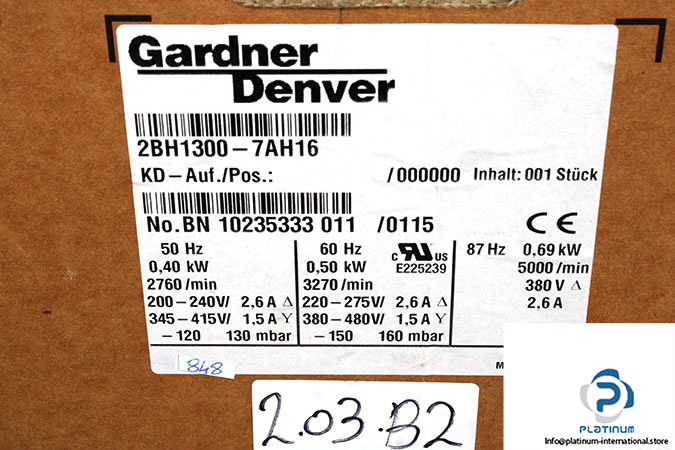 Gardner
Denver
2BH1300-7AH16
KD-Auf./Pos.: /000000 Inhalt: 001 Stück
No.BN 10235333 011 /0115 CE
50 Hz 60 Hz c RU US 87 Hz 0,69 kW
0,40 kW 0,50 kW E225239 5000/min
2760/min 3270/min 380 V Δ
200-240V/ 2,6 A Δ 220-275V/ 2,6 A Δ 2,6 A
345-415V/ 1,5 A Y 380-480V/ 1,5 A Y
-120 130 mbar -150 160 mbar
M
848
2.03.B2
PLATINUM
info@platinum-international.store